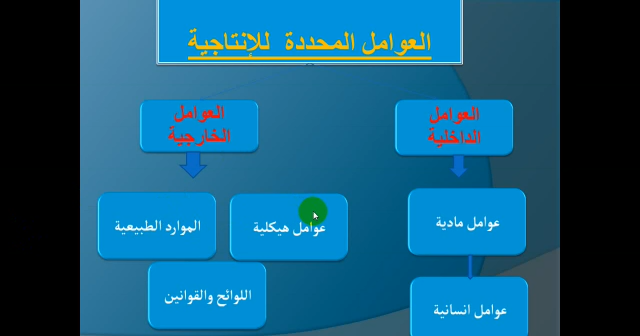 العوامل المحددة للإنتاجية
العوامل
الداخلية
العوامل
الخارجية
عوامل مادية
عوامل هيكلية
الموارد الطبيعية
عوامل انسانية
اللوائح والقوانين